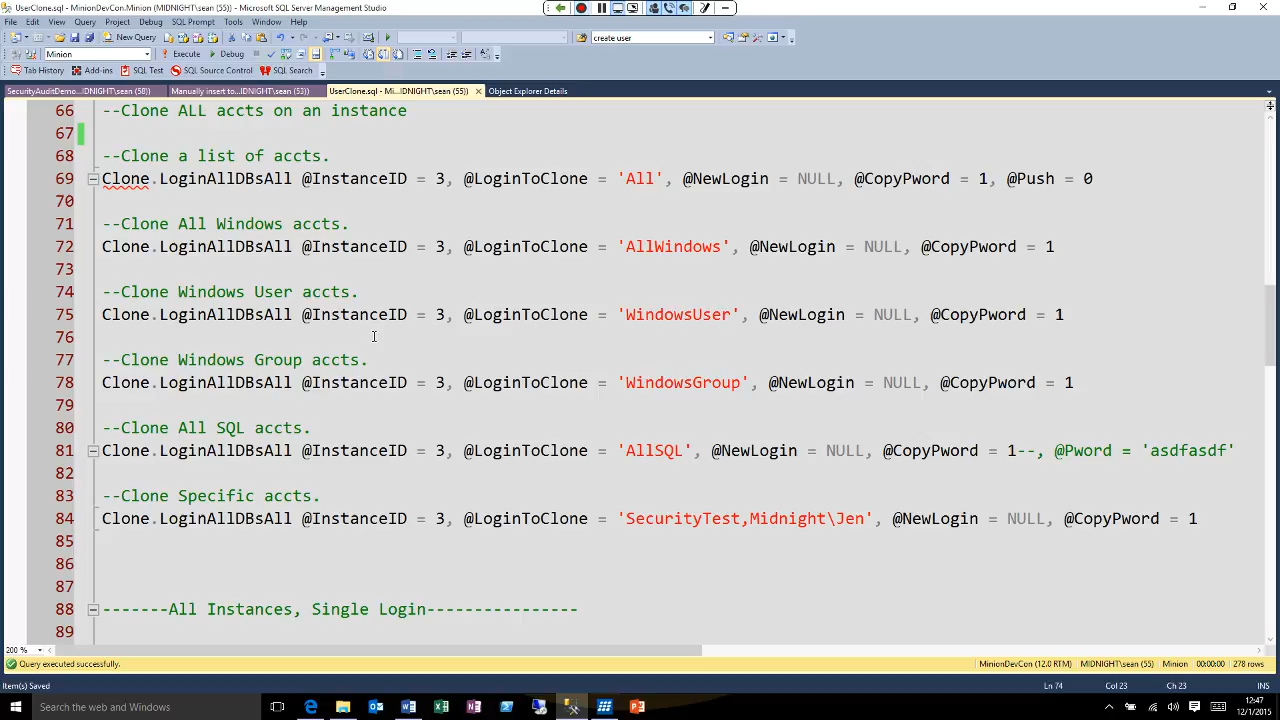 UserClone.sql - MinionDevCon.Minion (MIDNIGHT\sean (55)) - Microsoft SQL Server Management Studio
File Edit View Query Project Debug SQL Prompt Tools Window Help
New Query create user
Minion Execute Debug
Tab History Add-ins SQL Test SQL Source Control SQL Search
SecurityAuditDemo...IDNIGHT\sean (58)) Manually insert to...IDNIGHT\sean (53)) UserClone.sql - Mi...IDNIGHT\sean (55)) Object Explorer Details
66 --Clone ALL accts on an instance
67
68 --Clone a list of accts.
69 Clone.LoginAllDBsAll @InstanceID = 3, @LoginToClone = 'All', @NewLogin = NULL, @CopyPword = 1, @Push = 0
70
71 --Clone All Windows accts.
72 Clone.LoginAllDBsAll @InstanceID = 3, @LoginToClone = 'AllWindows', @NewLogin = NULL, @CopyPword = 1
73
74 --Clone Windows User accts.
75 Clone.LoginAllDBsAll @InstanceID = 3, @LoginToClone = 'WindowsUser', @NewLogin = NULL, @CopyPword = 1
76
77 --Clone Windows Group accts.
78 Clone.LoginAllDBsAll @InstanceID = 3, @LoginToClone = 'WindowsGroup', @NewLogin = NULL, @CopyPword = 1
79
80 --Clone All SQL accts.
81 Clone.LoginAllDBsAll @InstanceID = 3, @LoginToClone = 'AllSQL', @NewLogin = NULL, @CopyPword = 1--, @Pword = 'asdfasdf'
82
83 --Clone Specific accts.
84 Clone.LoginAllDBsAll @InstanceID = 3, @LoginToClone = 'SecurityTest,Midnight\Jen', @NewLogin = NULL, @CopyPword = 1
85
86
87
88 -------All Instances, Single Login----------------
89
200 %
Query executed successfully. MinionDevCon (12.0 RTM) MIDNIGHT\sean (55) Minion 00:00:00 278 rows
Item(s) Saved Ln 74 Col 23 Ch 23 INS
Search the web and Windows 12:47
12/1/2015